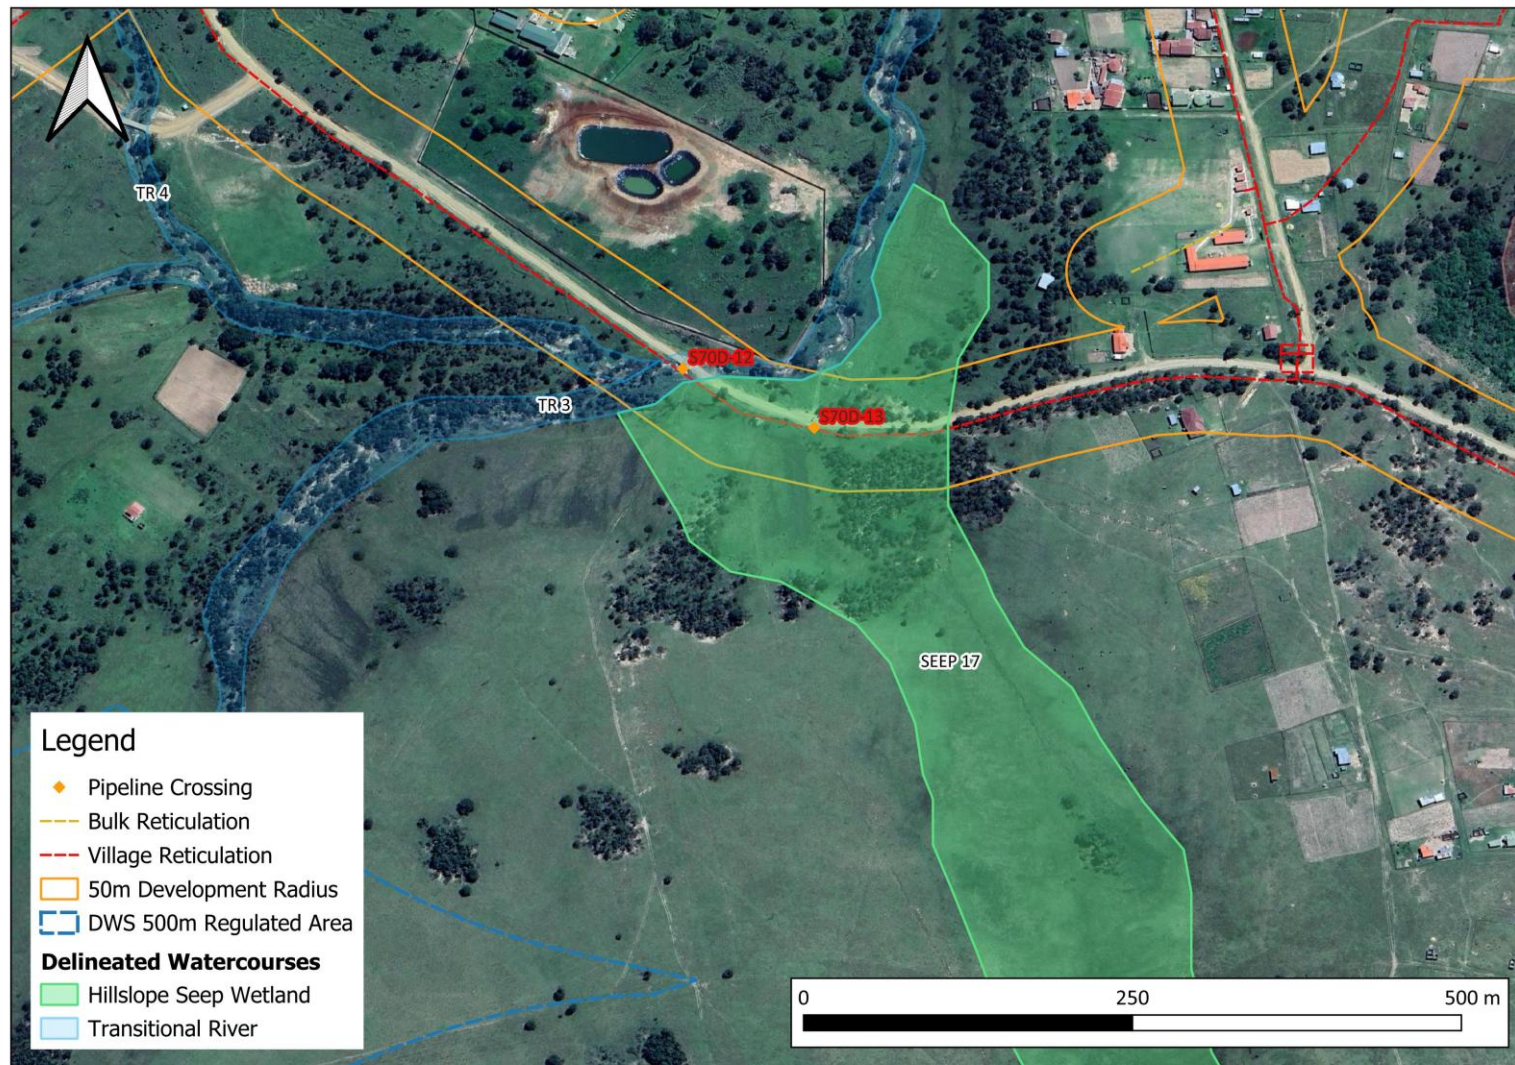 TR 4
S70D-12
TR 3
S70D-13
SEEP 17
Legend
Pipeline Crossing
Bulk Reticulation
Village Reticulation
50m Development Radius
DWS 500m Regulated Area
Delineated Watercourses
Hillslope Seep Wetland
Transitional River
0 250 500 m